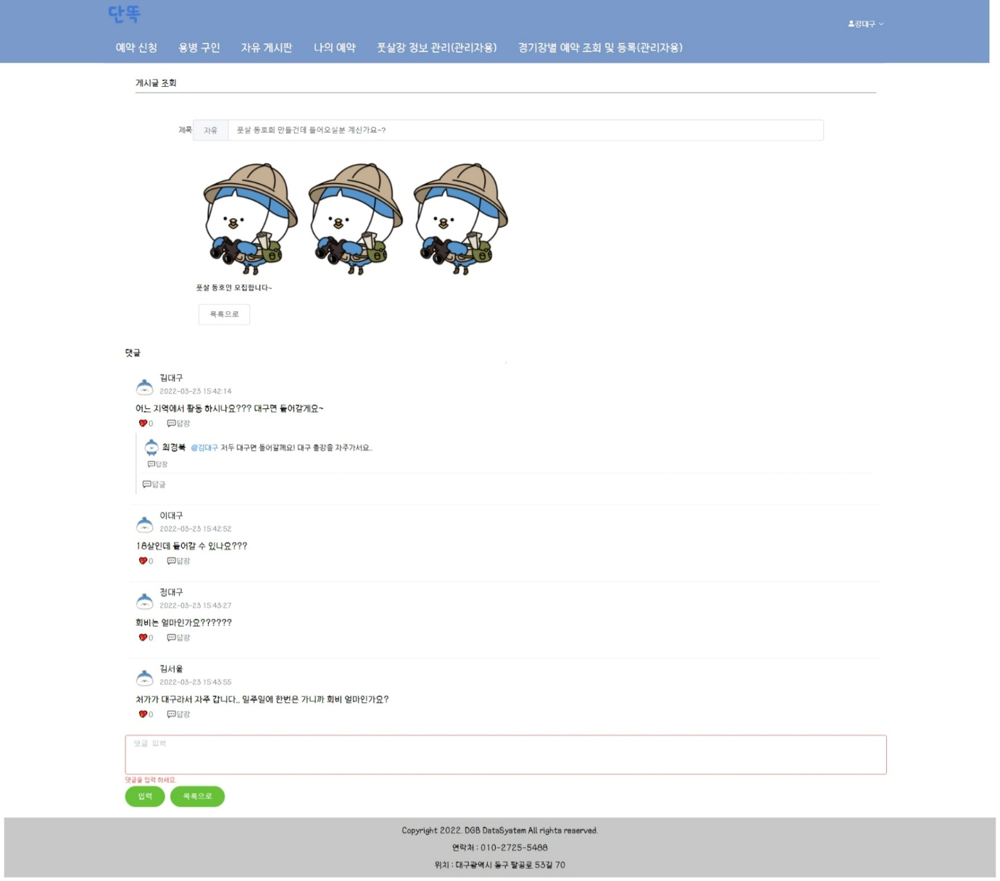 단똑
장대구
예약 신청 용병 구인 자유 게시판 나의 예약 풋살장 정보 관리(관리자용) 경기장별 예약 조회 및 등록(관리자용)
게시글 조회
제목 자유 풋살 동호회 만들건데 들어오실분 계신가요~?
풋살 동호인 모집합니다~
목록으로
댓글
김대구
2022-03-23 15:42:14
어느 지역에서 활동 하시나요??? 대구면 들어갈게요~
0 답장
최경북 @김대구 저두 대구면 들어갈께요! 대구 출장을 자주가서요..
답장
답글
이대구
2022-03-23 15:42:52
18살인데 들어갈 수 있나요???
0 답장
정대구
2022-03-23 15:43:27
회비는 얼마인가요??????
0 답장
김서울
2022-03-23 15:43:55
처가가 대구라서 자주 갑니다.. 일주일에 한번은 가니까 회비 얼마인가요?
0 답장
댓글 입력
댓글을 입력 하세요.
입력 목록으로
Copyright 2022. DGB DataSystem All rights reserved.
연락처 : 010-2725-5488
위치 : 대구광역시 동구 팔공로 53길 70